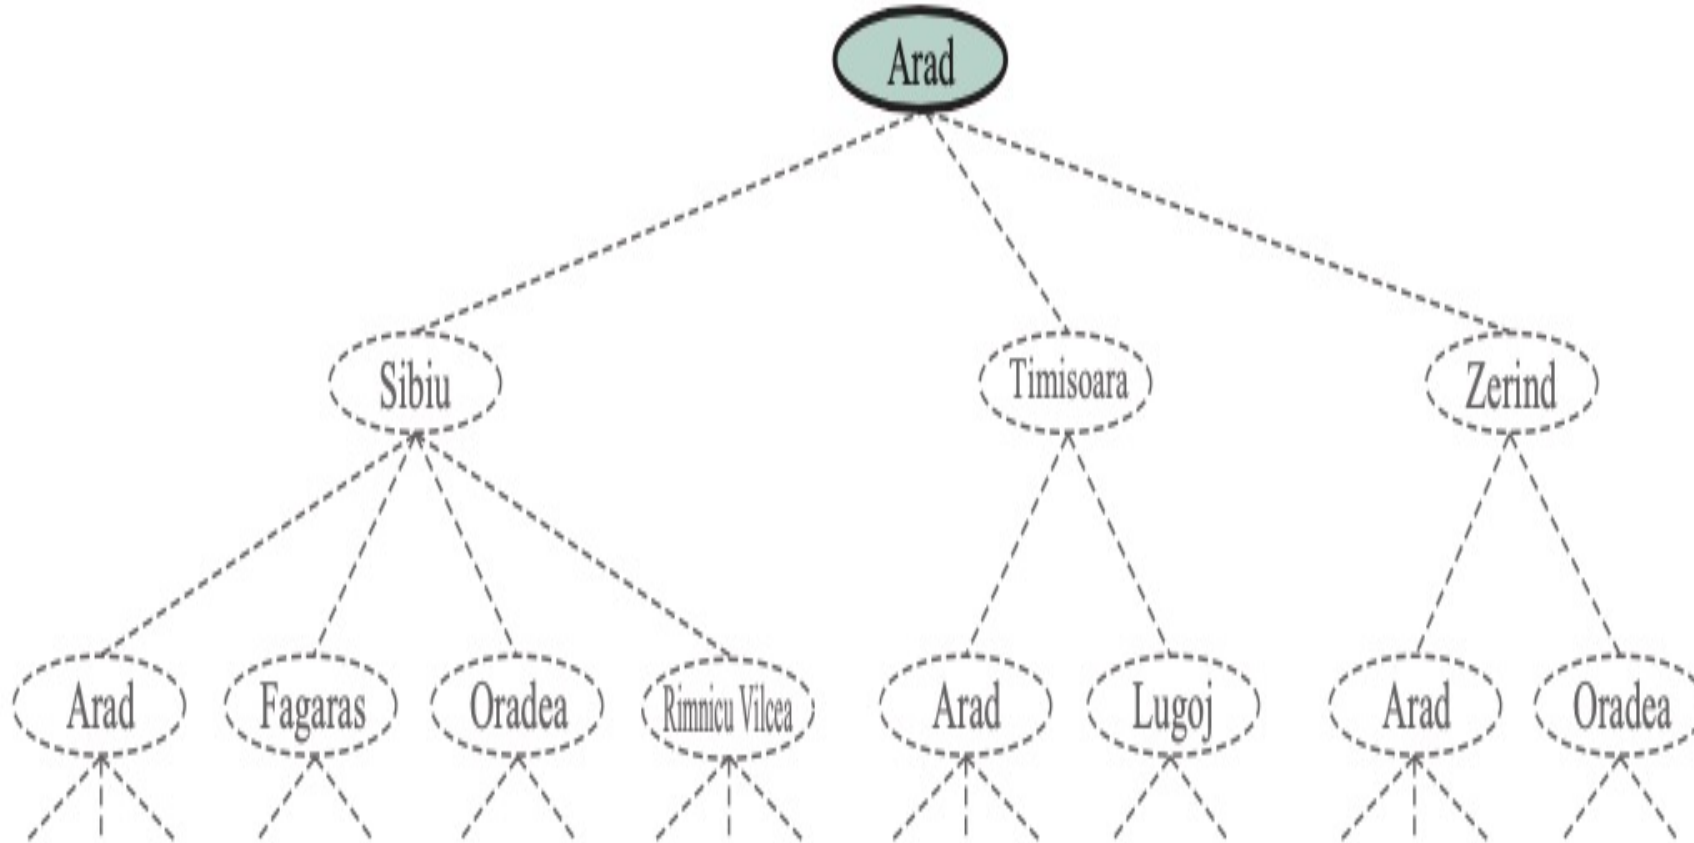 Arad
Sibiu
Timisoara
Zerind
Arad
Fagaras
Oradea
Rimnicu Vilcea
Arad
Lugoj
Arad
Oradea